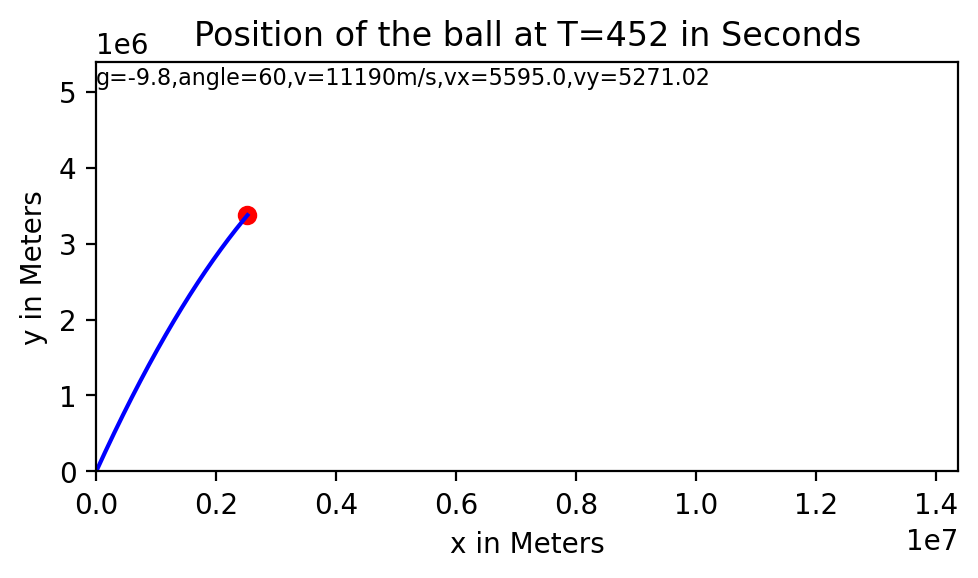 Position of the ball at T=452 in Seconds
1e6
g=-9.8,angle=60,v=11190m/s,vx=5595.0,vy=5271.02
5
4
3
2
1
0
y in Meters
0.0 0.2 0.4 0.6 0.8 1.0 1.2 1.4
1e7
x in Meters